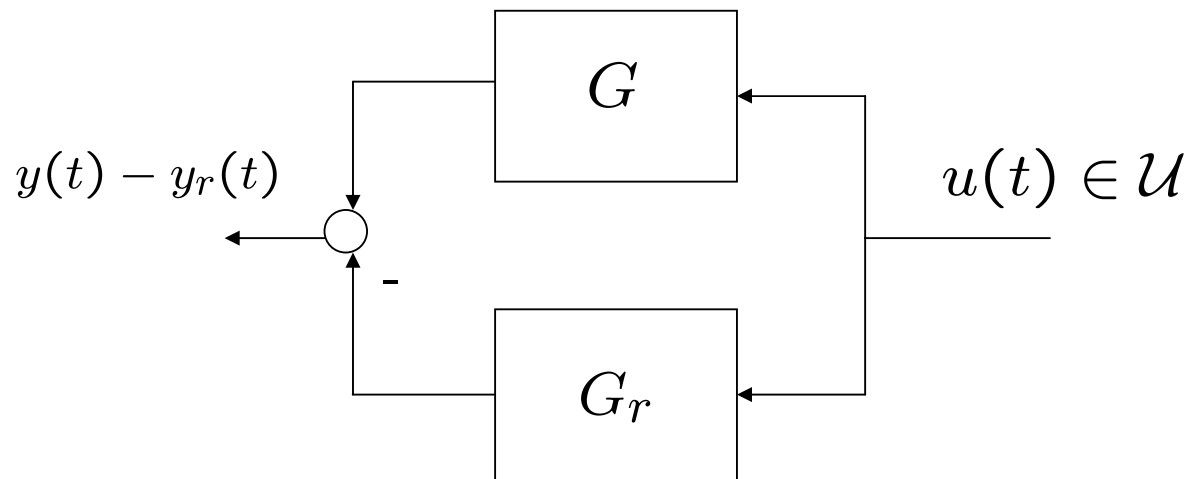 G
y(t) − y_r(t)
u(t) ∈ 𝒰
-
G_r